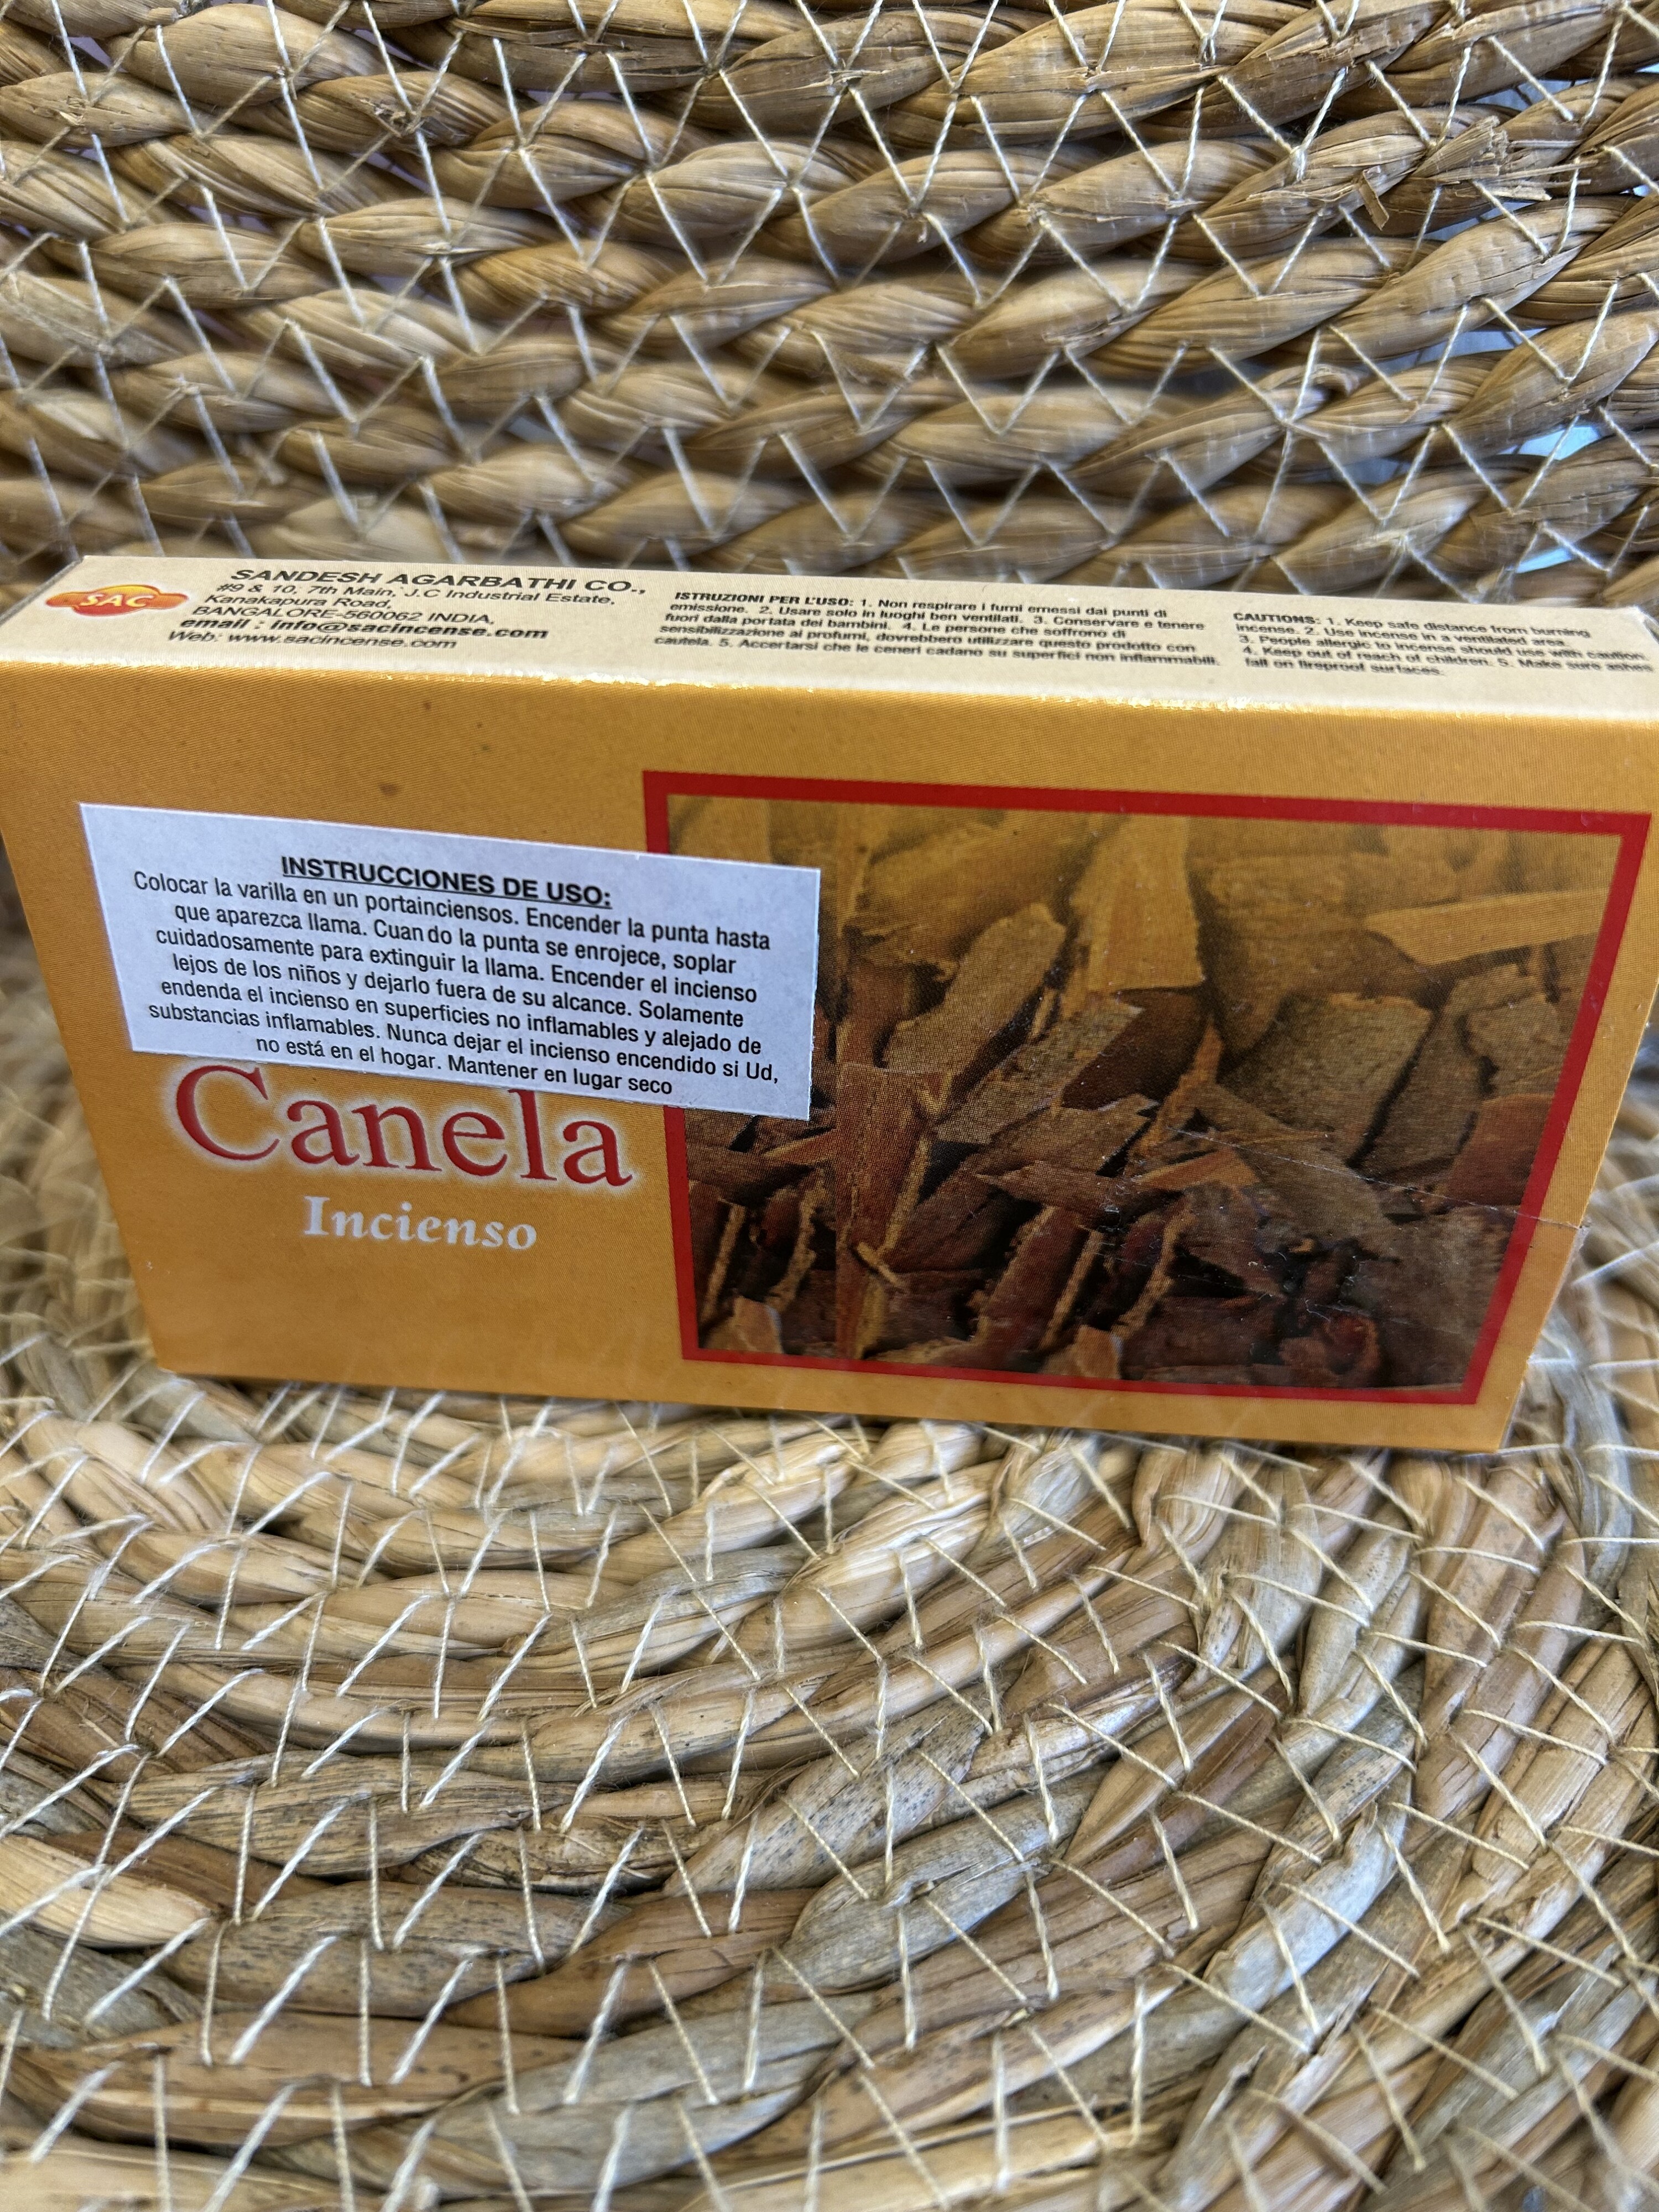 SAC
SANDESH AGARBATHI CO.,
#9 & 10, 7th Main, J.C Industrial Estate,
Kanakapura Road,
BANGALORE-560062 INDIA,
email : info@sacincense.com
Web: www.sacincense.com
ISTRUZIONI PER L'USO: 1. Non respirare i fumi emessi dai punti di
emissione. 2. Usare solo in luoghi ben ventilati. 3. Conservare e tenere
fuori dalla portata dei bambini. 4. Le persone che soffrono di
sensibilizzazione ai profumi, dovrebbero utilizzare questo prodotto con
cautela. 5. Accertarsi che le ceneri cadano su superfici non infiammabili.
CAUTIONS: 1. Keep safe distance from burning
incense. 2. Use incense in a ventilated area.
3. People allergic to incense should use with caution.
4. Keep out of reach of children. 5. Make sure ashes
fall on fireproof surfaces.
INSTRUCCIONES DE USO:
Colocar la varilla en un portainciensos. Encender la punta hasta
que aparezca llama. Cuan do la punta se enrojece, soplar
cuidadosamente para extinguir la llama. Encender el incienso
lejos de los niños y dejarlo fuera de su alcance. Solamente
endenda el incienso en superficies no inflamables y alejado de
substancias inflamables. Nunca dejar el incienso encendido si Ud,
no está en el hogar. Mantener en lugar seco
Canela
Incienso